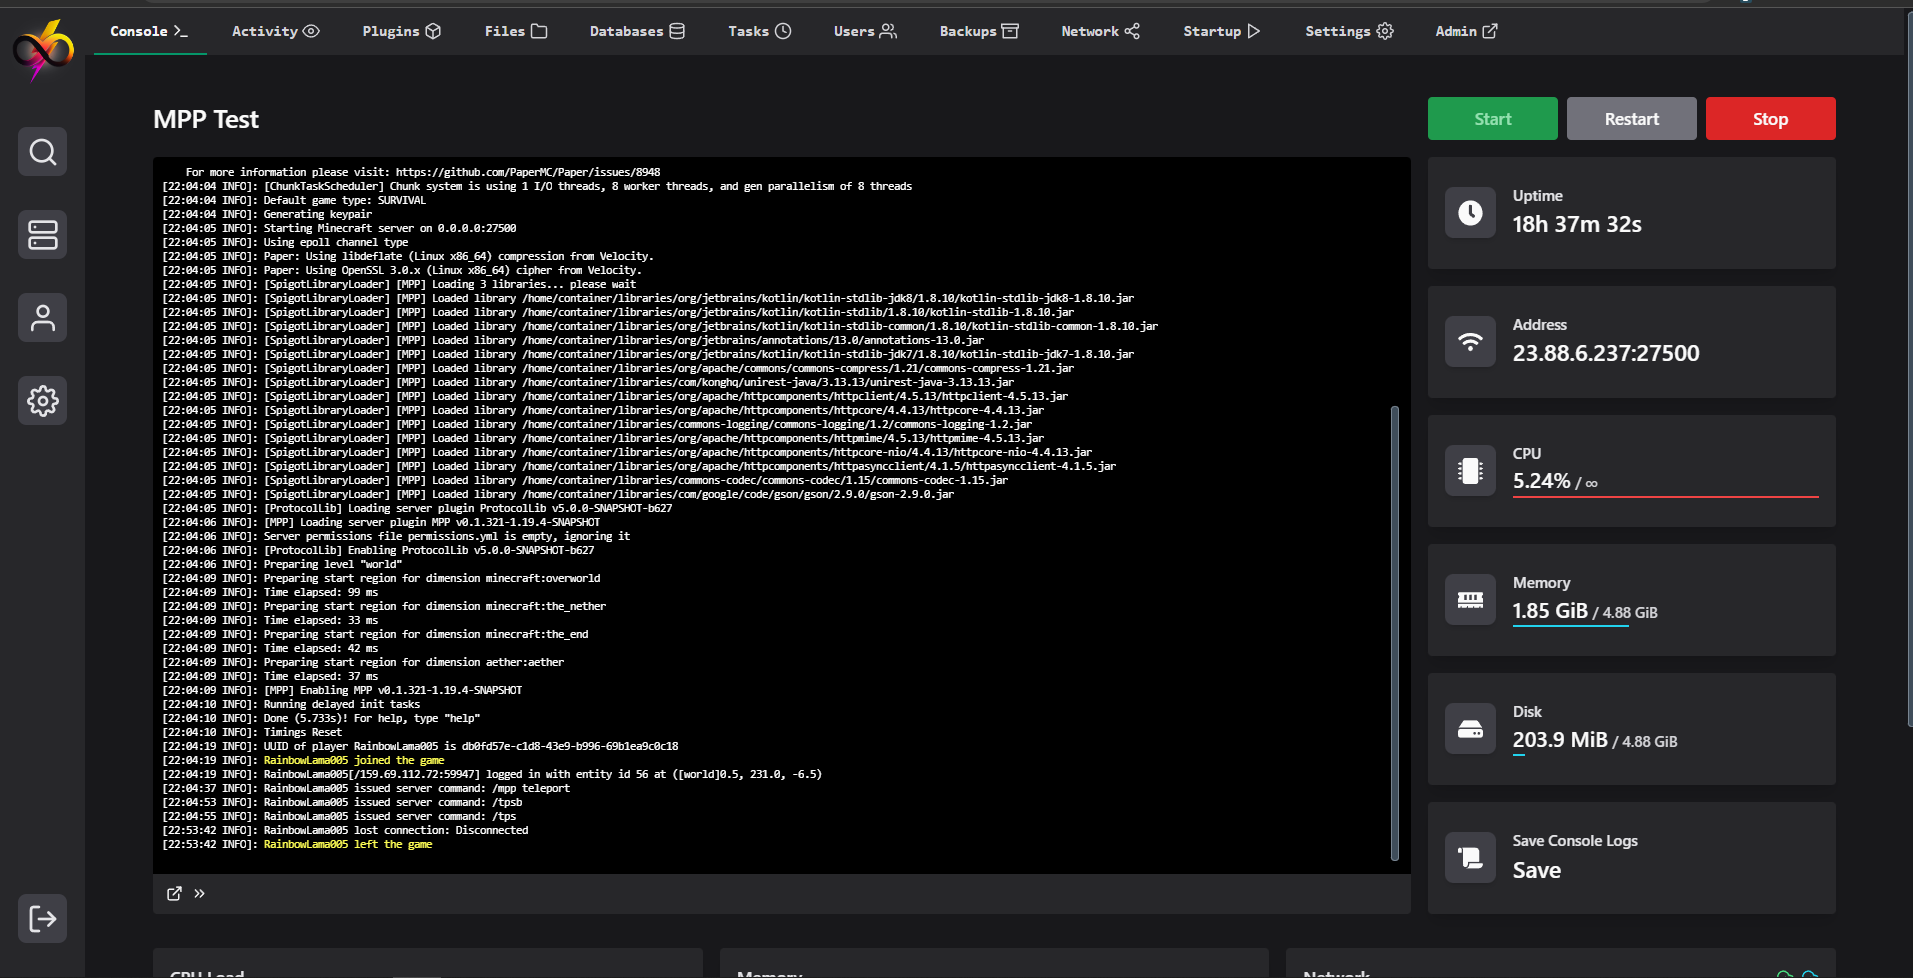 Console
Activity
Plugins
Files
Databases
Tasks
Users
Backups
Network
Startup
Settings
Admin
MPP Test
Start
Restart
Stop
For more information please visit: https://github.com/PaperMC/Paper/issues/8948
[22:04:04 INFO]: [ChunkTaskScheduler] Chunk system is using 1 I/O threads, 8 worker threads, and gen parallelism of 8 threads
[22:04:04 INFO]: Default game type: SURVIVAL
[22:04:04 INFO]: Generating keypair
[22:04:05 INFO]: Starting Minecraft server on 0.0.0.0:27500
[22:04:05 INFO]: Using epoll channel type
[22:04:05 INFO]: Paper: Using libdeflate (Linux x86_64) compression from Velocity.
[22:04:05 INFO]: Paper: Using OpenSSL 3.0.x (Linux x86_64) cipher from Velocity.
[22:04:05 INFO]: [SpigotLibraryLoader] [MPP] Loading 3 libraries... please wait
[22:04:05 INFO]: [SpigotLibraryLoader] [MPP] Loaded library /home/container/libraries/org/jetbrains/kotlin/kotlin-stdlib-jdk8/1.8.10/kotlin-stdlib-jdk8-1.8.10.jar
[22:04:05 INFO]: [SpigotLibraryLoader] [MPP] Loaded library /home/container/libraries/org/jetbrains/kotlin/kotlin-stdlib/1.8.10/kotlin-stdlib-1.8.10.jar
[22:04:05 INFO]: [SpigotLibraryLoader] [MPP] Loaded library /home/container/libraries/org/jetbrains/kotlin/kotlin-stdlib-common/1.8.10/kotlin-stdlib-common-1.8.10.jar
[22:04:05 INFO]: [SpigotLibraryLoader] [MPP] Loaded library /home/container/libraries/org/jetbrains/annotations/13.0/annotations-13.0.jar
[22:04:05 INFO]: [SpigotLibraryLoader] [MPP] Loaded library /home/container/libraries/org/jetbrains/kotlin/kotlin-stdlib-jdk7/1.8.10/kotlin-stdlib-jdk7-1.8.10.jar
[22:04:05 INFO]: [SpigotLibraryLoader] [MPP] Loaded library /home/container/libraries/org/apache/commons/commons-compress/1.21/commons-compress-1.21.jar
[22:04:05 INFO]: [SpigotLibraryLoader] [MPP] Loaded library /home/container/libraries/com/konghq/unirest-java/3.13.13/unirest-java-3.13.13.jar
[22:04:05 INFO]: [SpigotLibraryLoader] [MPP] Loaded library /home/container/libraries/org/apache/httpcomponents/httpclient/4.5.13/httpclient-4.5.13.jar
[22:04:05 INFO]: [SpigotLibraryLoader] [MPP] Loaded library /home/container/libraries/org/apache/httpcomponents/httpcore/4.4.13/httpcore-4.4.13.jar
[22:04:05 INFO]: [SpigotLibraryLoader] [MPP] Loaded library /home/container/libraries/commons-logging/commons-logging/1.2/commons-logging-1.2.jar
[22:04:05 INFO]: [SpigotLibraryLoader] [MPP] Loaded library /home/container/libraries/org/apache/httpcomponents/httpmime/4.5.13/httpmime-4.5.13.jar
[22:04:05 INFO]: [SpigotLibraryLoader] [MPP] Loaded library /home/container/libraries/org/apache/httpcomponents/httpcore-nio/4.4.13/httpcore-nio-4.4.13.jar
[22:04:05 INFO]: [SpigotLibraryLoader] [MPP] Loaded library /home/container/libraries/org/apache/httpcomponents/httpasyncclient/4.1.5/httpasyncclient-4.1.5.jar
[22:04:05 INFO]: [SpigotLibraryLoader] [MPP] Loaded library /home/container/libraries/commons-codec/commons-codec/1.15/commons-codec-1.15.jar
[22:04:05 INFO]: [SpigotLibraryLoader] [MPP] Loaded library /home/container/libraries/com/google/code/gson/gson/2.9.0/gson-2.9.0.jar
[22:04:05 INFO]: [ProtocolLib] Loading server plugin ProtocolLib v5.0.0-SNAPSHOT-b627
[22:04:06 INFO]: [MPP] Loading server plugin MPP v0.1.321-1.19.4-SNAPSHOT
[22:04:06 INFO]: Server permissions file permissions.yml is empty, ignoring it
[22:04:06 INFO]: [ProtocolLib] Enabling ProtocolLib v5.0.0-SNAPSHOT-b627
[22:04:06 INFO]: Preparing level "world"
[22:04:09 INFO]: Preparing start region for dimension minecraft:overworld
[22:04:09 INFO]: Time elapsed: 99 ms
[22:04:09 INFO]: Preparing start region for dimension minecraft:the_nether
[22:04:09 INFO]: Time elapsed: 33 ms
[22:04:09 INFO]: Preparing start region for dimension minecraft:the_end
[22:04:09 INFO]: Time elapsed: 42 ms
[22:04:09 INFO]: Preparing start region for dimension aether:aether
[22:04:09 INFO]: Time elapsed: 37 ms
[22:04:09 INFO]: [MPP] Enabling MPP v0.1.321-1.19.4-SNAPSHOT
[22:04:10 INFO]: Running delayed init tasks
[22:04:10 INFO]: Done (5.733s)! For help, type "help"
[22:04:10 INFO]: Timings Reset
[22:04:19 INFO]: UUID of player RainbowLama005 is db0fd57e-c1d8-43e9-b996-69b1ea9c0c18
[22:04:19 INFO]: RainbowLama005 joined the game
[22:04:19 INFO]: RainbowLama005[/159.69.112.72:59947] logged in with entity id 56 at ([world]0.5, 231.0, -6.5)
[22:04:37 INFO]: RainbowLama005 issued server command: /mpp teleport
[22:04:53 INFO]: RainbowLama005 issued server command: /tpsb
[22:04:55 INFO]: RainbowLama005 issued server command: /tps
[22:53:42 INFO]: RainbowLama005 lost connection: Disconnected
[22:53:42 INFO]: RainbowLama005 left the game
Uptime
18h 37m 32s
Address
23.88.6.237:27500
CPU
5.24% / ∞
Memory
1.85 GiB / 4.88 GiB
Disk
203.9 MiB / 4.88 GiB
Save Console Logs
Save
CPU Load
Memory
Network